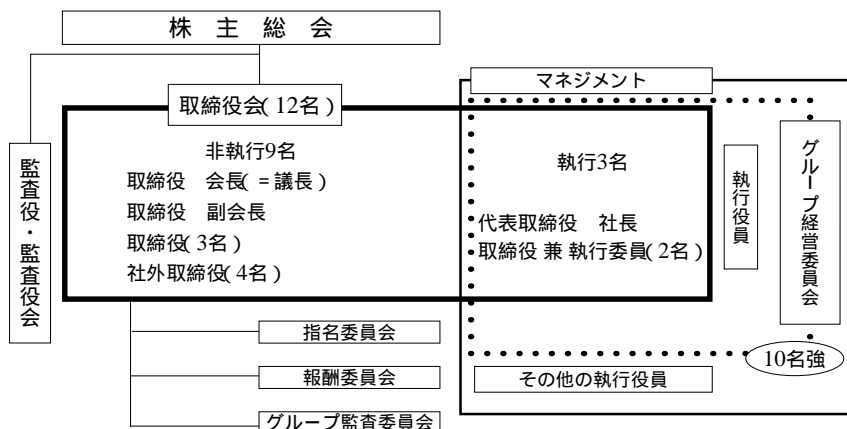 株主総会
マネジメント
取締役会(12名)
非執行9名
取締役 会長(=議長)
取締役 副会長
取締役(3名)
社外取締役(4名)
執行3名
代表取締役 社長
取締役 兼 執行委員(2名)
監査役・監査役会
執行役員
グループ経営委員会
指名委員会
報酬委員会
グループ監査委員会
10名強
その他の執行役員